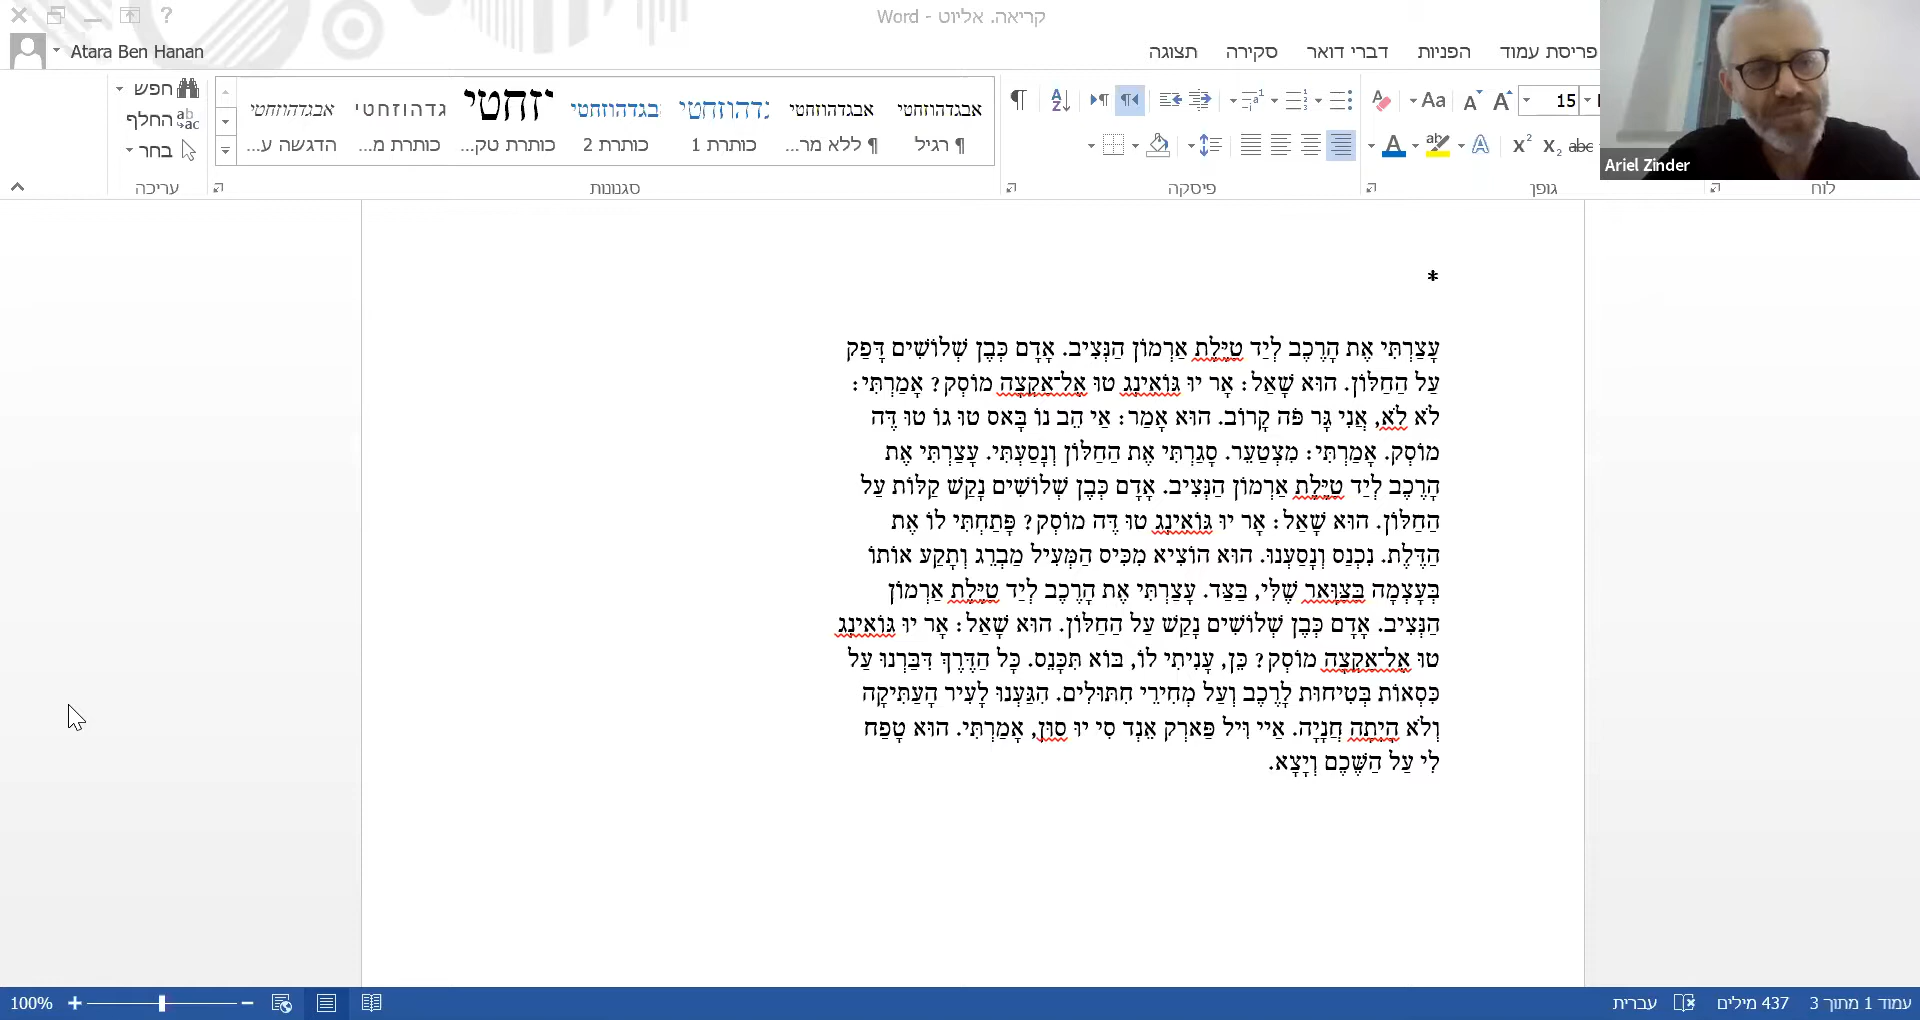 קריאה. אליוט - Word
Atara Ben Hanan
פריסת עמוד
הפניות
דברי דואר
סקירה
תצוגה
Ariel Zinder
15
Aa
חפש
החלף
בחר
אבגדהוזחטי
¶ רגיל
אבגדהוזחטי
¶ ללא מר...
כותרת 1
בגדהוזחטי
כותרת 2
יזחטי
כותרת טק...
גדהוזחטי
כותרת מ...
אבגדהוזחטי
הדגשה ע...
לוח
גופן
פיסקה
סגנונות
עריכה
*
עָצַרְתִּי אֶת הָרֶכֶב לְיַד טַיֶּלֶת אַרְמוֹן הַנְּצִיב. אָדָם כְּבֶן שְׁלוֹשִׁים דָּפַק
עַל הַחַלּוֹן. הוּא שָׁאַל: אָר יוּ גּוֹאִינְג טוּ אֶל־אַקְצָה מוֹסְק? אָמַרְתִּי:
לֹא לֹא, אֲנִי גָּר פֹּה קָרוֹב. הוּא אָמַר: אַי הֵב נוֹ בָּאס טוּ גוֹ טוּ דֶּה
מוֹסְק. אָמַרְתִּי: מִצְטַעֵר. סָגַרְתִּי אֶת הַחַלּוֹן וְנָסַעְתִּי. עָצַרְתִּי אֶת
הָרֶכֶב לְיַד טַיֶּלֶת אַרְמוֹן הַנְּצִיב. אָדָם כְּבֶן שְׁלוֹשִׁים נָקַשׁ קַלּוֹת עַל
הַחַלּוֹן. הוּא שָׁאַל: אָר יוּ גּוֹאִינְג טוּ דֶּה מוֹסְק? פָּתַחְתִּי לוֹ אֶת
הַדֶּלֶת. נִכְנַס וְנָסַעְנוּ. הוּא הוֹצִיא מִכִּיס הַמְּעִיל מַבְרֵג וְתָקַע אוֹתוֹ
בְּעָצְמָה בַּצַּוָּאר שֶׁלִּי, בַּצַּד. עָצַרְתִּי אֶת הָרֶכֶב לְיַד טַיֶּלֶת אַרְמוֹן
הַנְּצִיב. אָדָם כְּבֶן שְׁלוֹשִׁים נָקַשׁ עַל הַחַלּוֹן. הוּא שָׁאַל: אָר יוּ גּוֹאִינְג
טוּ אֶל־אַקְצָה מוֹסְק? כֵּן, עָנִיתִי לוֹ, בּוֹא תִּכָּנֵס. כָּל הַדֶּרֶךְ דִּבַּרְנוּ עַל
כִּסְאוֹת בְּטִיחוּת לָרֶכֶב וְעַל מְחִירֵי חִתּוּלִים. הִגַּעְנוּ לָעִיר הָעַתִּיקָה
וְלֹא הָיְתָה חֲנָיָה. אַיי וִיל פַּארְק אֵנְד סִי יוּ סוּן, אָמַרְתִּי. הוּא טָפַח
לִי עַל הַשֶּׁכֶם וְיָצָא.
100%
עברית
437 מילים
עמוד 1 מתוך 3